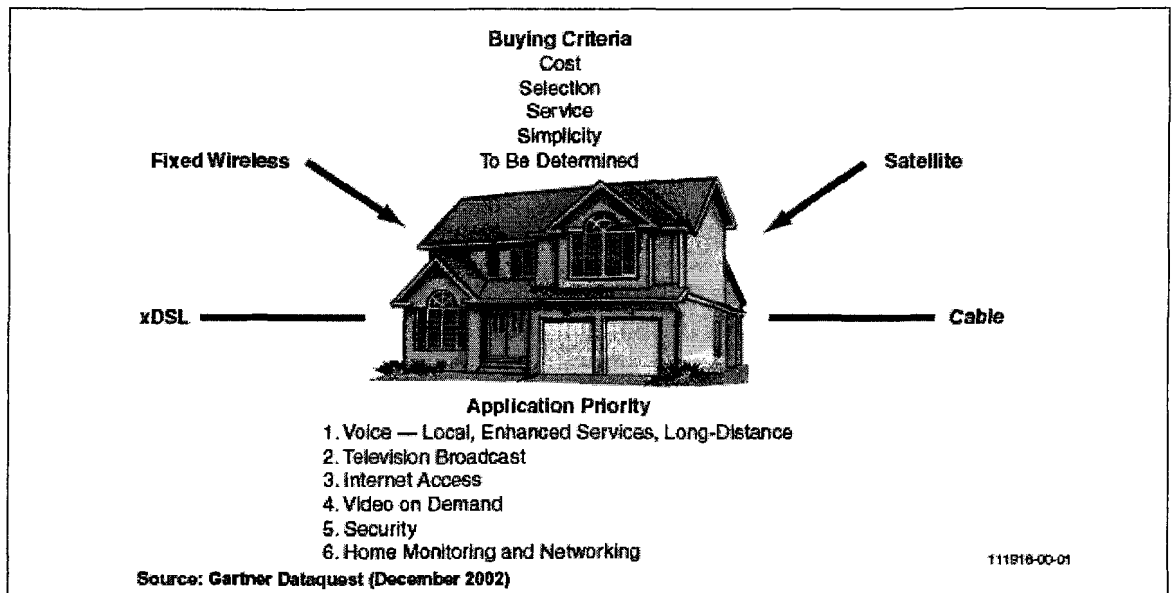 Buying Criteria
Cost
Selection
Service
Simplicity
To Be Determined
Fixed Wireless
Satellite
xDSL
Cable
Application Priority
1. Voice — Local, Enhanced Services, Long-Distance
2. Television Broadcast
3. Internet Access
4. Video on Demand
5. Security
6. Home Monitoring and Networking
111916-00-01
Source: Gartner Dataquest (December 2002)